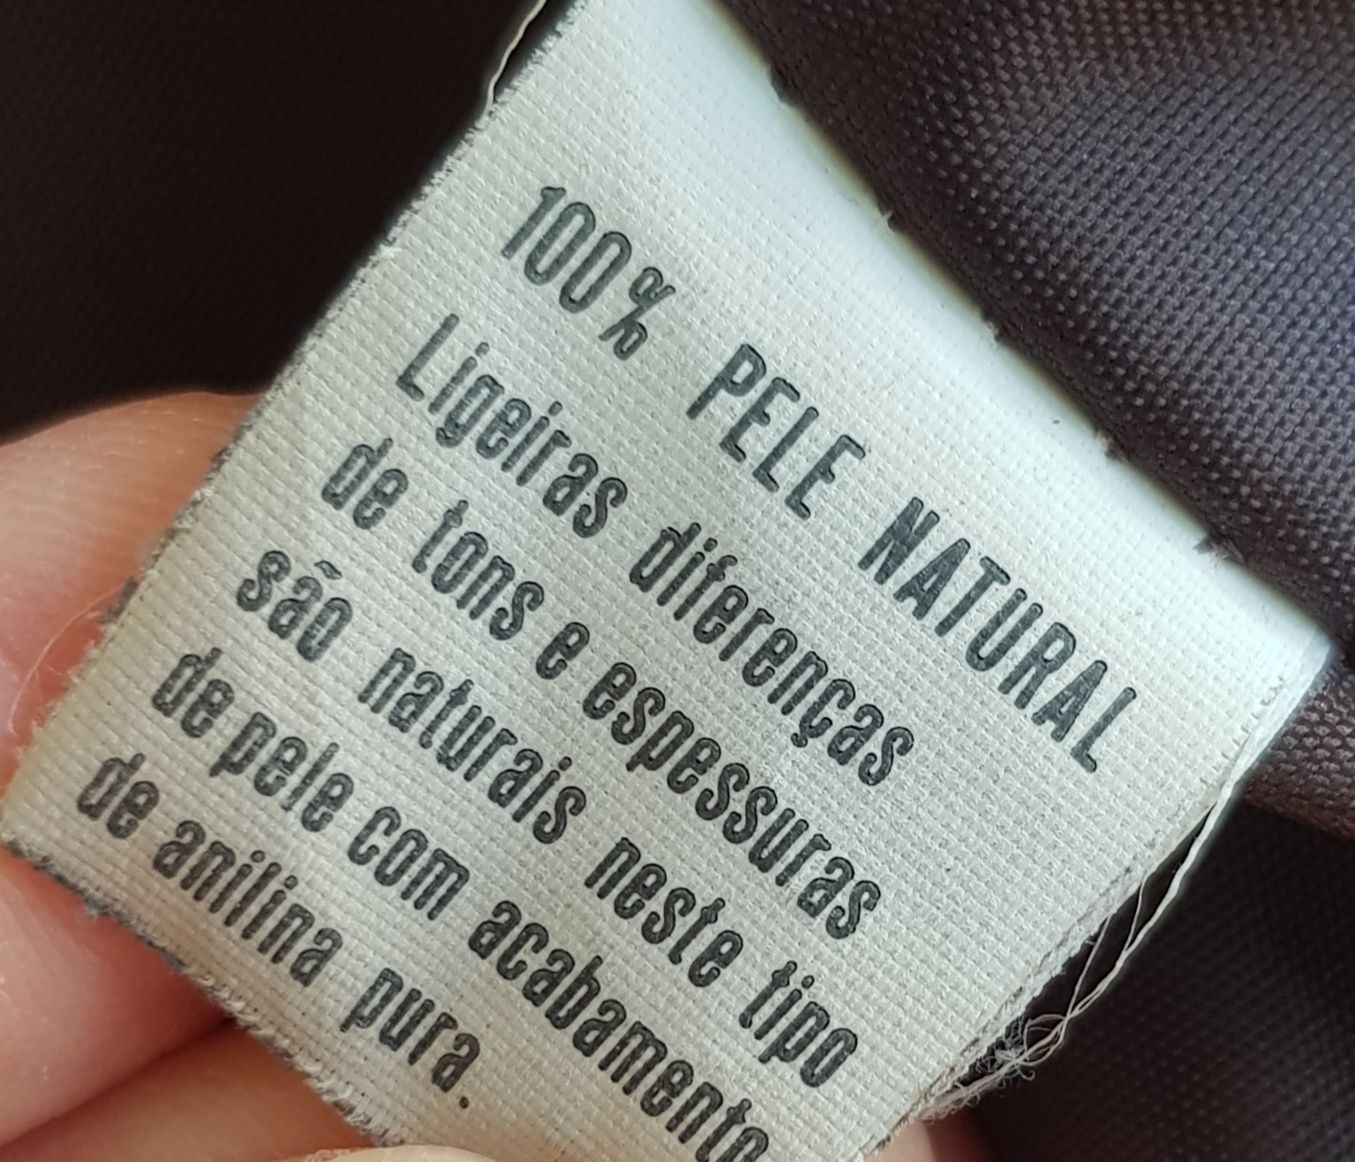 100% PELE NATURAL
Ligeiras diferenças
de tons e espessuras
são naturais neste tipo
de pele com acabamento
de anilina pura.